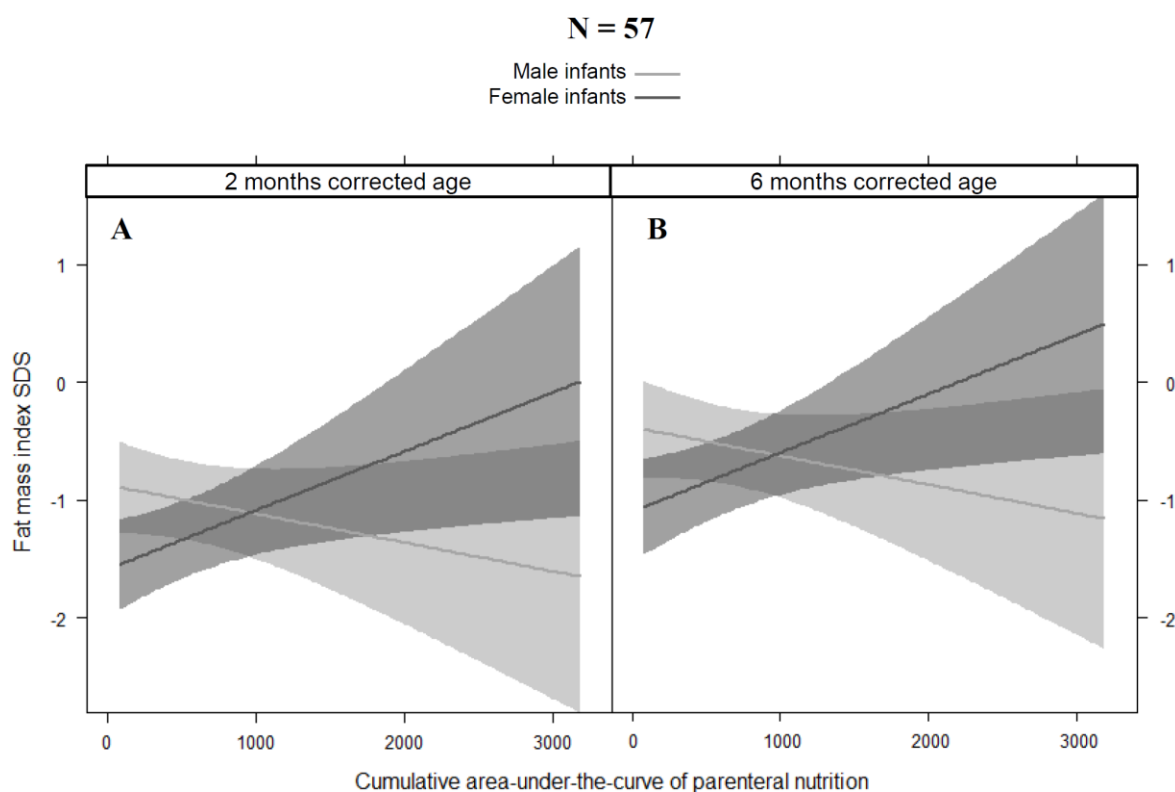 N = 57
Male infants
Female infants
2 months corrected age
6 months corrected age
A
B
1
0
-1
-2
1
0
-1
-2
Fat mass index SDS
0
1000
2000
3000
0
1000
2000
3000
Cumulative area-under-the-curve of parenteral nutrition